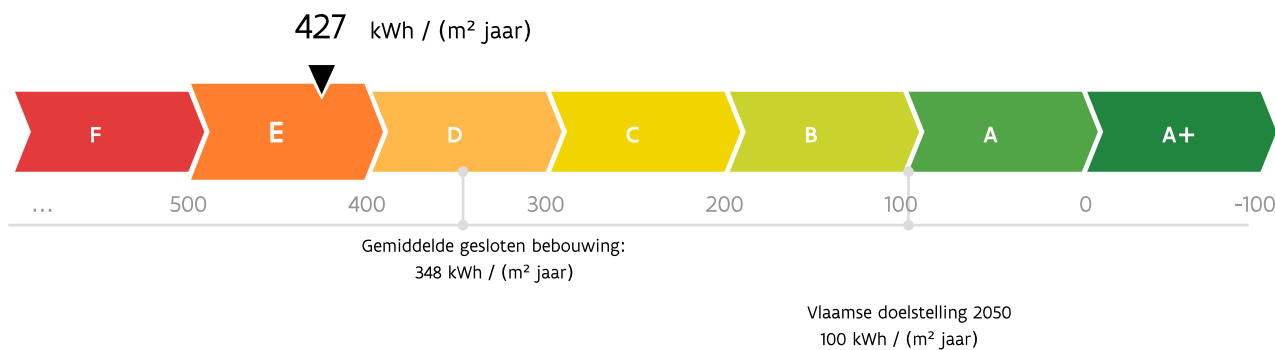 427 kWh / (m² jaar)
F E D C B A A+
... 500 400 300 200 100 0 -100
Gemiddelde gesloten bebouwing:
348 kWh / (m² jaar)
Vlaamse doelstelling 2050
100 kWh / (m² jaar)